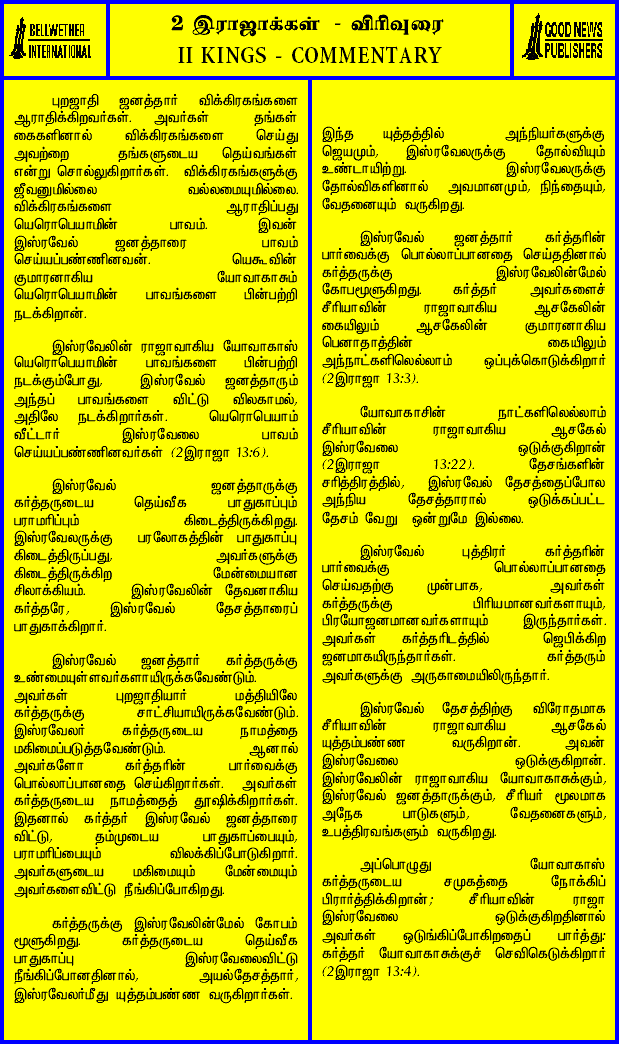 BELLWETHER
INTERNATIONAL
2 இராஜாக்கள் - விரிவுரை
II KINGS - COMMENTARY
GOOD NEWS
PUBLISHERS
புறஜாதி ஜனத்தார் விக்கிரகங்களை
ஆராதிக்கிறவர்கள். அவர்கள் தங்கள்
கைகளினால் விக்கிரகங்களை செய்து
அவற்றை தங்களுடைய தெய்வங்கள்
என்று சொல்லுகிறார்கள். விக்கிரகங்களுக்கு
ஜீவனுமில்லை வல்லமையுமில்லை.
விக்கிரகங்களை ஆராதிப்பது
யெரொபெயாமின் பாவம். இவன்
இஸ்ரவேல் ஜனத்தாரை பாவம்
செய்யப்பண்ணினவன். யெகூவின்
குமாரனாகிய யோவாகாசும்
யெரொபெயாமின் பாவங்களை பின்பற்றி
நடக்கிறான்.
இஸ்ரவேலின் ராஜாவாகிய யோவாகாஸ்
யெரொபெயாமின் பாவங்களை பின்பற்றி
நடக்கும்போது, இஸ்ரவேல் ஜனத்தாரும்
அந்தப் பாவங்களை விட்டு விலகாமல்,
அதிலே நடக்கிறார்கள். யெரொபெயாம்
வீட்டார் இஸ்ரவேலை பாவம்
செய்யப்பண்ணினவர்கள் (2இராஜா 13:6).
இஸ்ரவேல் ஜனத்தாருக்கு
கர்த்தருடைய தெய்வீக பாதுகாப்பும்
பராமரிப்பும் கிடைத்திருக்கிறது.
இஸ்ரவேலருக்கு பரலோகத்தின் பாதுகாப்பு
கிடைத்திருப்பது, அவர்களுக்கு
கிடைத்திருக்கிற மேன்மையான
சிலாக்கியம். இஸ்ரவேலின் தேவனாகிய
கர்த்தரே, இஸ்ரவேல் தேசத்தாரைப்
பாதுகாக்கிறார்.
இஸ்ரவேல் ஜனத்தார் கர்த்தருக்கு
உண்மையுள்ளவர்களாயிருக்கவேண்டும்.
அவர்கள் புறஜாதியார் மத்தியிலே
கர்த்தருக்கு சாட்சியாயிருக்கவேண்டும்.
இஸ்ரவேலர் கர்த்தருடைய நாமத்தை
மகிமைப்படுத்தவேண்டும். ஆனால்
அவர்களோ கர்த்தரின் பார்வைக்கு
பொல்லாப்பானதை செய்கிறார்கள். அவர்கள்
கர்த்தருடைய நாமத்தைத் தூஷிக்கிறார்கள்.
இதனால் கர்த்தர் இஸ்ரவேல் ஜனத்தாரை
விட்டு, தம்முடைய பாதுகாப்பையும்,
பராமரிப்பையும் விலக்கிப்போடுகிறார்.
அவர்களுடைய மகிமையும் மேன்மையும்
அவர்களைவிட்டு நீங்கிப்போகிறது.
கர்த்தருக்கு இஸ்ரவேலின்மேல் கோபம்
மூளுகிறது. கர்த்தருடைய தெய்வீக
பாதுகாப்பு இஸ்ரவேலைவிட்டு
நீங்கிப்போனதினால், அயல்தேசத்தார்,
இஸ்ரவேலர்மீது யுத்தம்பண்ண வருகிறார்கள்.
இந்த யுத்தத்தில் அந்நியர்களுக்கு
ஜெயமும், இஸ்ரவேலருக்கு தோல்வியும்
உண்டாயிற்று. இஸ்ரவேலருக்கு
தோல்விகளினால் அவமானமும், நிந்தையும்,
வேதனையும் வருகிறது.
இஸ்ரவேல் ஜனத்தார் கர்த்தரின்
பார்வைக்கு பொல்லாப்பானதை செய்ததினால்
கர்த்தருக்கு இஸ்ரவேலின்மேல்
கோபமூளுகிறது. கர்த்தர் அவர்களைச்
சீரியாவின் ராஜாவாகிய ஆசகேலின்
கையிலும் ஆசகேலின் குமாரனாகிய
பெனாதாத்தின் கையிலும்
அந்நாட்களிலெல்லாம் ஒப்புக்கொடுக்கிறார்
(2இராஜா 13:3).
யோவாகாசின் நாட்களிலெல்லாம்
சீரியாவின் ராஜாவாகிய ஆசகேல்
இஸ்ரவேலை ஒடுக்குகிறான்
(2இராஜா 13:22). தேசங்களின்
சரித்திரத்தில், இஸ்ரவேல் தேசத்தைப்போல
அந்நிய தேசத்தாரால் ஒடுக்கப்பட்ட
தேசம் வேறு ஒன்றுமே இல்லை.
இஸ்ரவேல் புத்திரர் கர்த்தரின்
பார்வைக்கு பொல்லாப்பானதை
செய்வதற்கு முன்பாக, அவர்கள்
கர்த்தருக்கு பிரியமானவர்களாயும்,
பிரயோஜனமானவர்களாயும் இருந்தார்கள்.
அவர்கள் கர்த்தரிடத்தில் ஜெபிக்கிற
ஜனமாகயிருந்தார்கள். கர்த்தரும்
அவர்களுக்கு அருகாமையிலிருந்தார்.
இஸ்ரவேல் தேசத்திற்கு விரோதமாக
சீரியாவின் ராஜாவாகிய ஆசகேல்
யுத்தம்பண்ண வருகிறான். அவன்
இஸ்ரவேலை ஒடுக்குகிறான்.
இஸ்ரவேலின் ராஜாவாகிய யோவாகாசுக்கும்,
இஸ்ரவேல் ஜனத்தாருக்கும், சீரியர் மூலமாக
அநேக பாடுகளும், வேதனைகளும்,
உபத்திரவங்களும் வருகிறது.
அப்பொழுது யோவாகாஸ்
கர்த்தருடைய சமுகத்தை நோக்கிப்
பிரார்த்திக்கிறான்; சீரியாவின் ராஜா
இஸ்ரவேலை ஒடுக்குகிறதினால்
அவர்கள் ஒடுங்கிப்போகிறதைப் பார்த்து:
கர்த்தர் யோவாகாசுக்குச் செவிகெடுக்கிறார்
(2இராஜா 13:4).